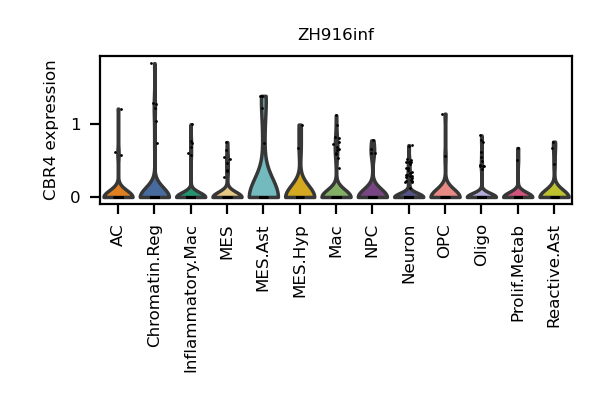 ZH916inf
CBR4 expression
1
0
AC
Chromatin.Reg
Inflammatory.Mac
MES
MES.Ast
MES.Hyp
Mac
NPC
Neuron
OPC
Oligo
Prolif.Metab
Reactive.Ast